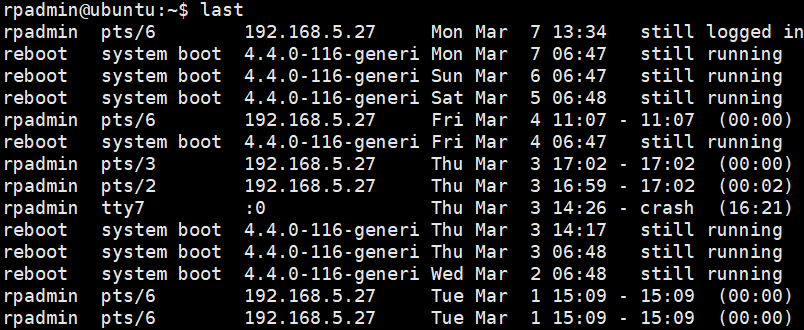 rpadmin@ubuntu:~$ last
rpadmin  pts/6        192.168.5.27     Mon Mar  7 13:34   still logged in
reboot   system boot  4.4.0-116-generi Mon Mar  7 06:47   still running
reboot   system boot  4.4.0-116-generi Sun Mar  6 06:47   still running
reboot   system boot  4.4.0-116-generi Sat Mar  5 06:48   still running
rpadmin  pts/6        192.168.5.27     Fri Mar  4 11:07 - 11:07  (00:00)
reboot   system boot  4.4.0-116-generi Fri Mar  4 06:47   still running
rpadmin  pts/3        192.168.5.27     Thu Mar  3 17:02 - 17:02  (00:00)
rpadmin  pts/2        192.168.5.27     Thu Mar  3 16:59 - 17:02  (00:02)
rpadmin  tty7         :0               Thu Mar  3 14:26 - crash  (16:21)
reboot   system boot  4.4.0-116-generi Thu Mar  3 14:17   still running
reboot   system boot  4.4.0-116-generi Thu Mar  3 06:48   still running
reboot   system boot  4.4.0-116-generi Wed Mar  2 06:48   still running
rpadmin  pts/6        192.168.5.27     Tue Mar  1 15:09 - 15:09  (00:00)
rpadmin  pts/6        192.168.5.27     Tue Mar  1 15:09 - 15:09  (00:00)